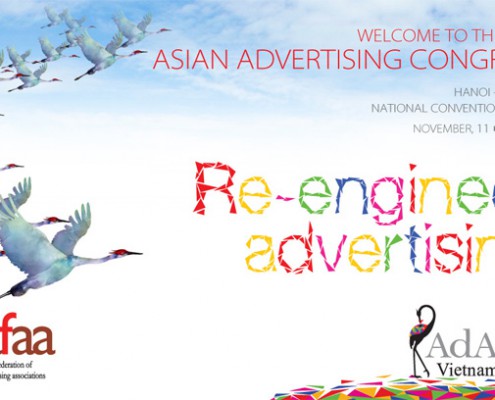 WELCOME TO TH
ASIAN ADVERTISING CONGR
HANOI
NATIONAL CONVENTIO
NOVEMBER, 11
Re-enginee
advertisin
faa
deration of
ing associations
AdA
Vietnam